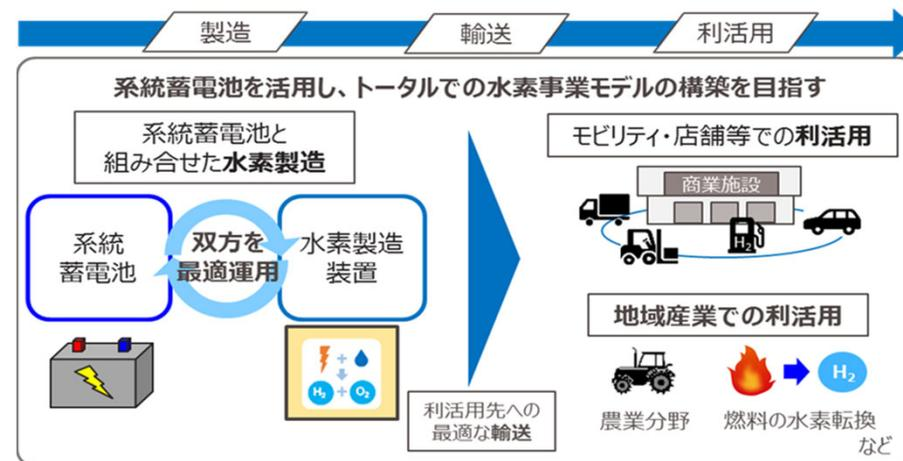 製造
輸送
利活用
系統蓄電池を活用し、トータルでの水素事業モデルの構築を目指す
系統蓄電池と
組み合せた水素製造
系統
蓄電池
双方を
最適運用
水素製造
装置
H₂ + O₂
利活用先への
最適な輸送
モビリティ・店舗等での利活用
商業施設
H₂
地域産業での利活用
農業分野
H₂
燃料の水素転換
など